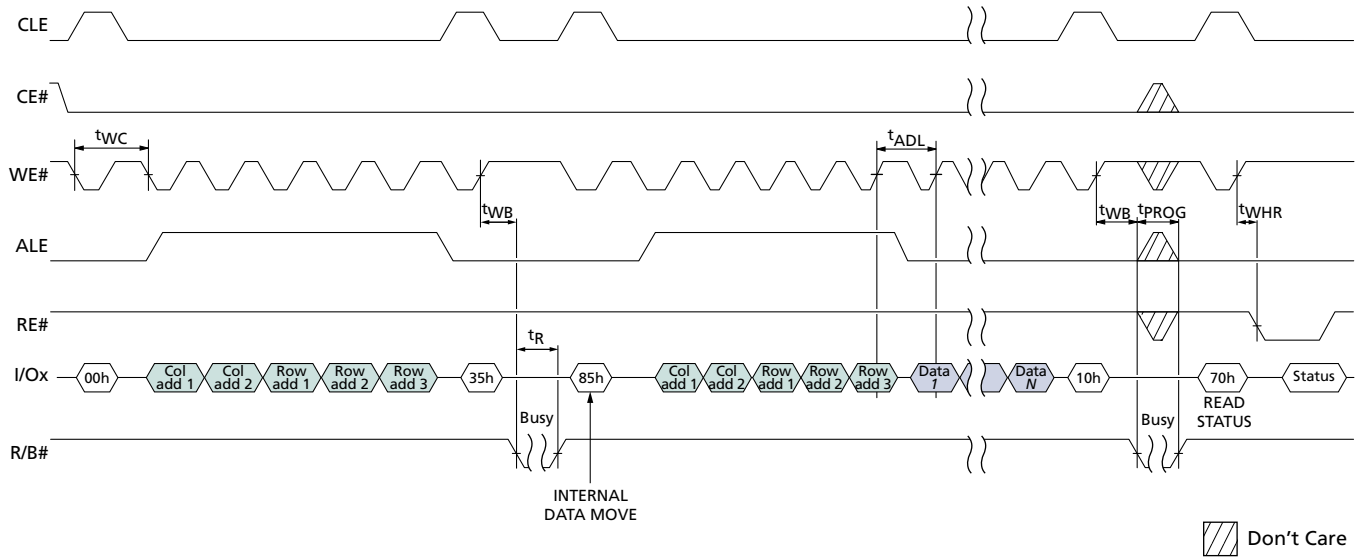 CLE
CE#
tWC
tADL
WE#
tWB
tWB
tPROG
tWHR
ALE
RE#
tR
I/Ox
00h
Col add 1
Col add 2
Row add 1
Row add 2
Row add 3
35h
85h
Col add 1
Col add 2
Row add 1
Row add 2
Row add 3
Data 1
Data N
10h
70h
Status
READ STATUS
Busy
Busy
R/B#
INTERNAL
DATA MOVE
Don't Care